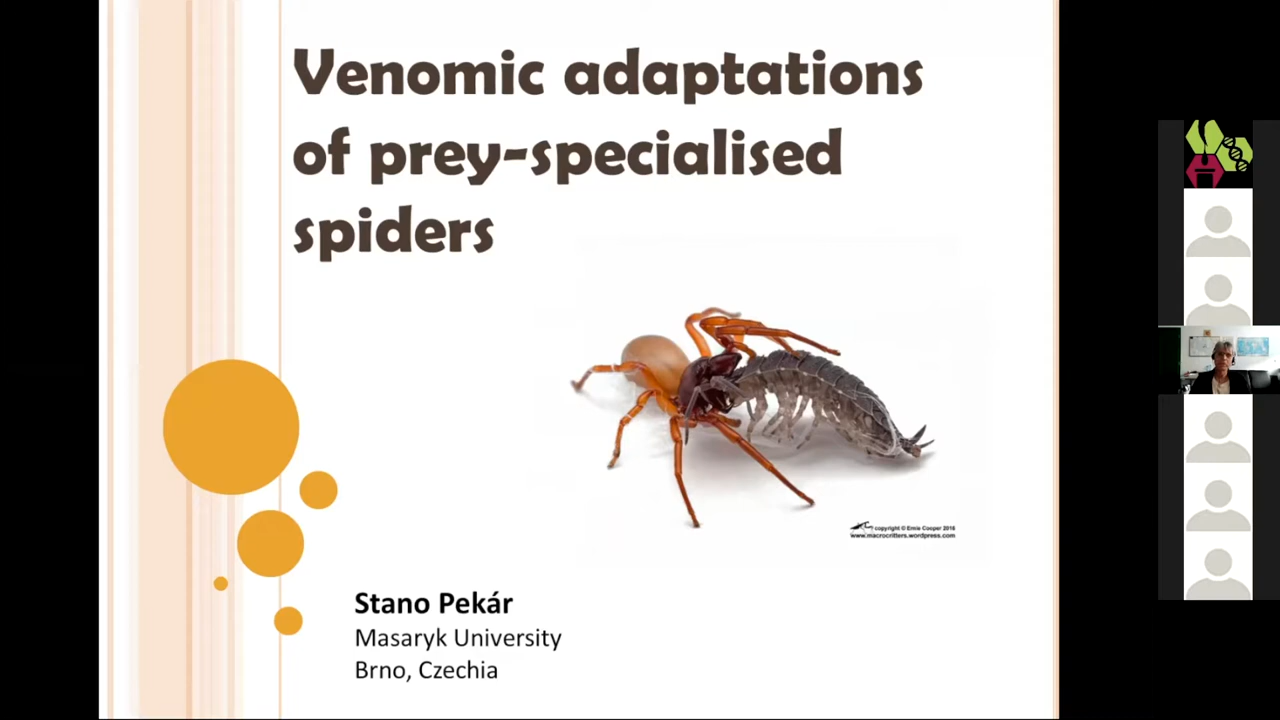 Venomic adaptations
of prey-specialised
spiders
copyright © Ernie Cooper 2016
www.macrocritters.wordpress.com
Stano Pekár
Masaryk University
Brno, Czechia